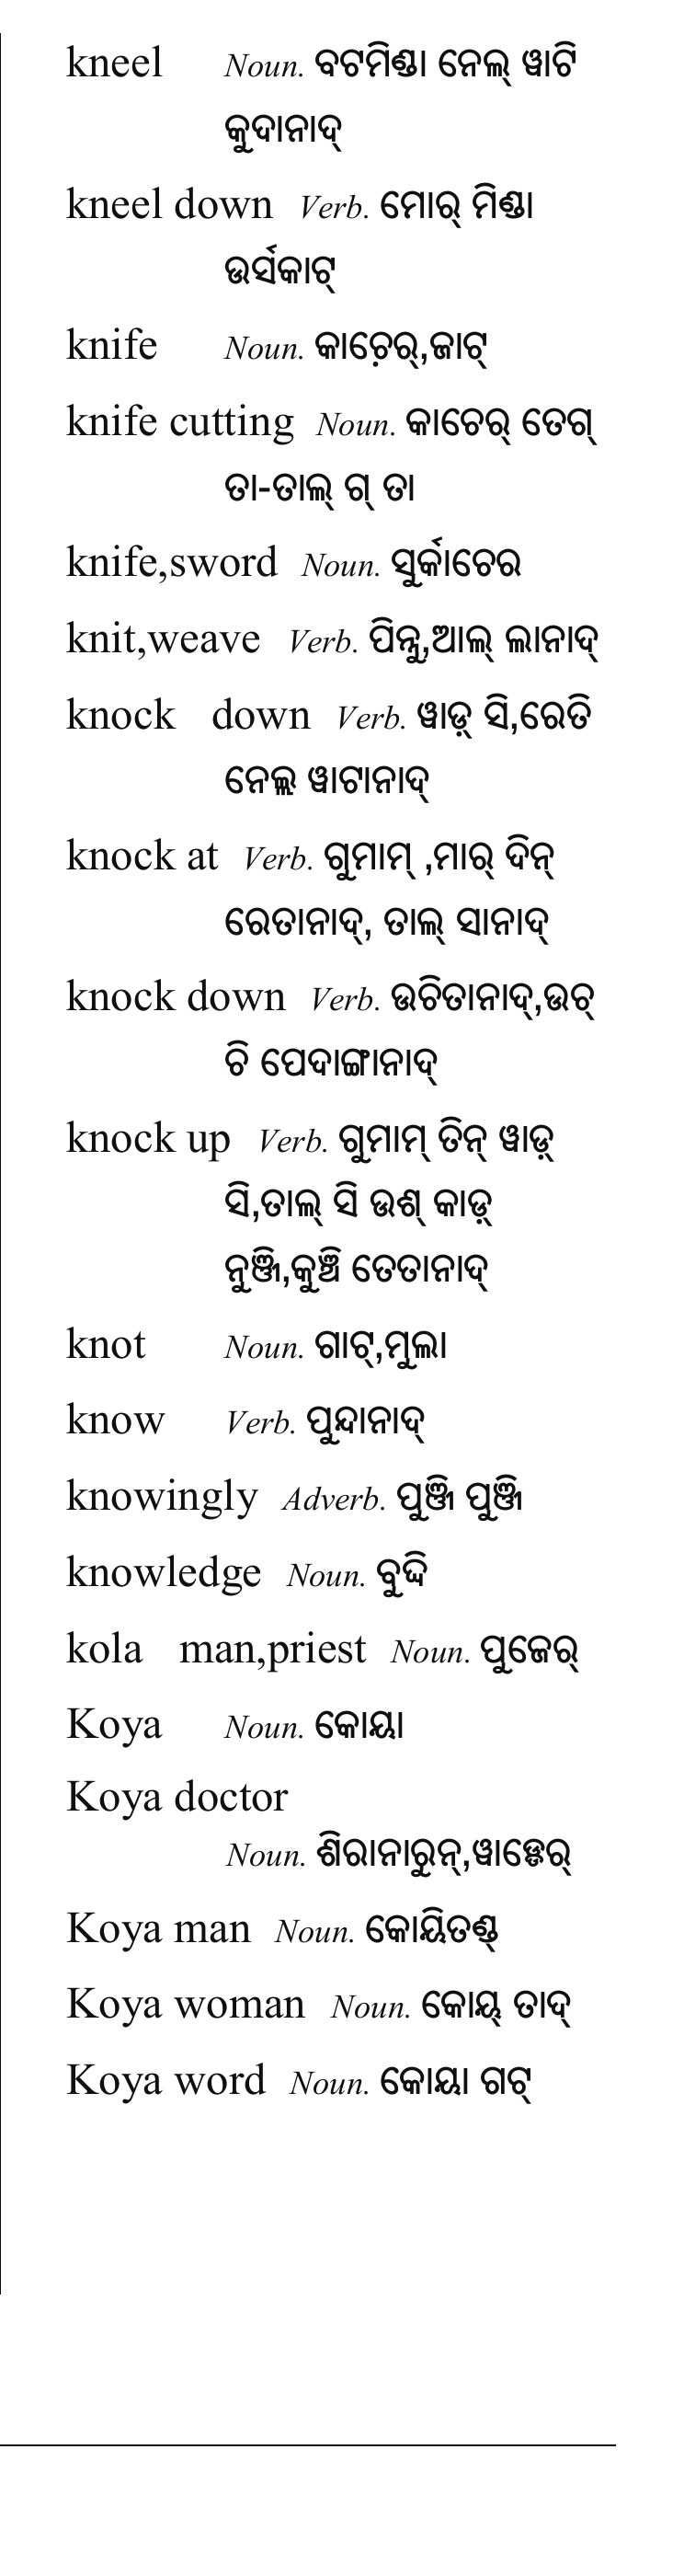 kneel Noun. ବଟମିଣ୍ଡା ନେଲ୍ ୱାଟି
କୁଦାନାଦ୍
kneel down Verb. ମୋର୍ ମିଣ୍ଡା
ଉର୍ସକାଟ୍
knife Noun. କାଚେ଼ର୍,ଜାଟ୍
knife cutting Noun. କାଚେର୍ ତେଗ୍
ତା-ତାଲ୍ ଗ୍ ତା
knife,sword Noun. ସୁର୍କାଚେର
knit,weave Verb. ପିନ୍ନୁ,ଆଲ୍ ଲାନାଦ୍
knock down Verb. ୱାଡ଼୍ ସି,ରେତି
ନେଲ୍ଲ ୱାଟାନାଦ୍
knock at Verb. ଗୁମାମ୍ ,ମାର୍ ଦିନ୍
ରେତାନାଦ୍, ତାଲ୍ ସାନାଦ୍
knock down Verb. ଉଚିତାନାଦ୍,ଉଚ୍
ଚି ପେଦାଙ୍ଗାନାଦ୍
knock up Verb. ଗୁମାମ୍ ତିନ୍ ୱାଡ଼୍
ସି,ତାଲ୍ ସି ଉଶ୍ କାଡ଼୍
ନୁଞ୍ଜି,କୁଞ୍ଚି ତେତାନାଦ୍
knot Noun. ଗାଟ୍,ମୁଲା
know Verb. ପୁନ୍ଦାନାଦ୍
knowingly Adverb. ପୁଞ୍ଜି ପୁଞ୍ଜି
knowledge Noun. ବୁଦ୍ଦି
kola man,priest Noun. ପୁଜେର୍
Koya Noun. କୋୟା
Koya doctor
Noun. ଶିରାନାରୁନ୍,ୱାଡ୍ଡେର୍
Koya man Noun. କୋୟିତଣ୍ଡ୍
Koya woman Noun. କୋୟ୍ ତାଦ୍
Koya word Noun. କୋୟା ଗଟ୍